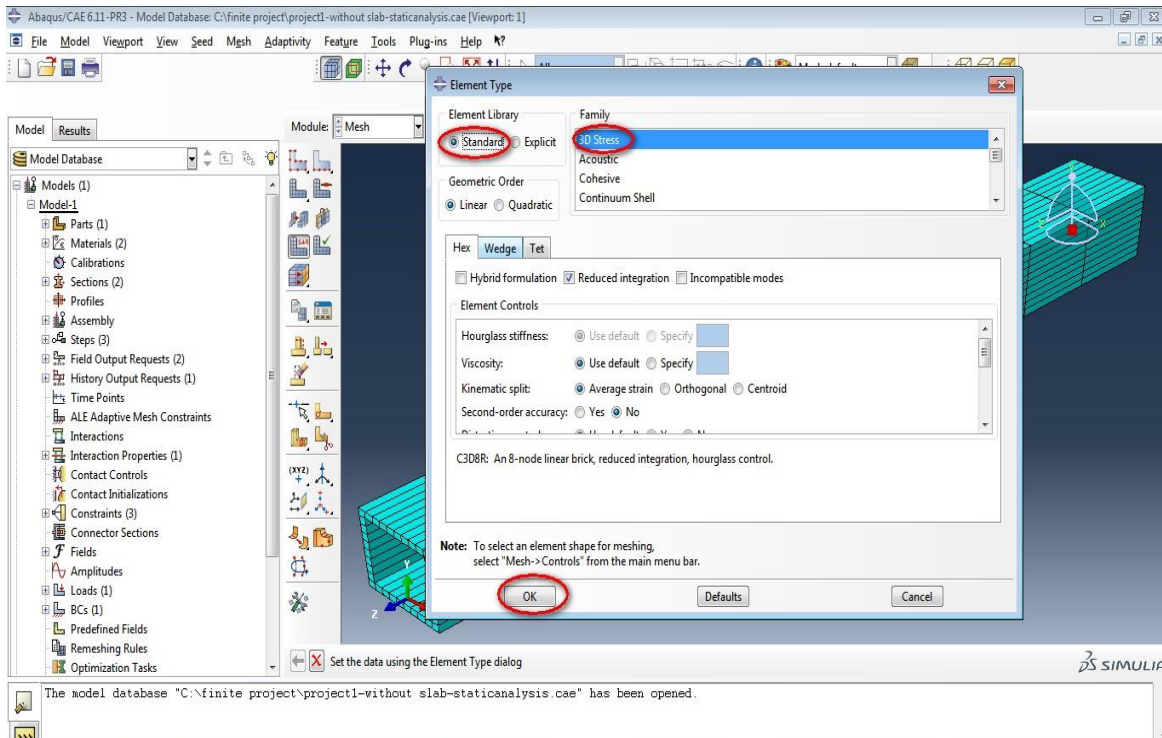 Abaqus/CAE 6.11-PR3 - Model Database: C:\finite project\project1-without slab-staticanalysis.cae [Viewport: 1]
File Model Viewport View Seed Mesh Adaptivity Feature Tools Plug-ins Help
Model Results
Module: Mesh
Model Database
Models (1)
Model-1
Parts (1)
Materials (2)
Calibrations
Sections (2)
Profiles
Assembly
Steps (3)
Field Output Requests (2)
History Output Requests (1)
Time Points
ALE Adaptive Mesh Constraints
Interactions
Interaction Properties (1)
Contact Controls
Contact Initializations
Constraints (3)
Connector Sections
Fields
Amplitudes
Loads (1)
BCs (1)
Predefined Fields
Remeshing Rules
Optimization Tasks
(XYZ)
Element Type
Element Library
Standard Explicit
Family
3D Stress
Acoustic
Cohesive
Continuum Shell
Geometric Order
Linear Quadratic
Hex Wedge Tet
Hybrid formulation Reduced integration Incompatible modes
Element Controls
Hourglass stiffness: Use default Specify
Viscosity: Use default Specify
Kinematic split: Average strain Orthogonal Centroid
Second-order accuracy: Yes No
C3D8R: An 8-node linear brick, reduced integration, hourglass control.
Note: To select an element shape for meshing,
select "Mesh->Controls" from the main menu bar.
OK Defaults Cancel
Y
Z
Set the data using the Element Type dialog
SIMULIA
The model database "C:\finite project\project1-without slab-staticanalysis.cae" has been opened.